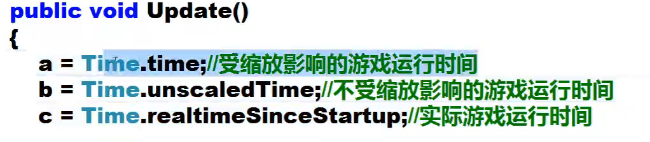 public void Update()
{
a = Time.time;//受缩放影响的游戏运行时间
b = Time.unscaledTime;//不受缩放影响的游戏运行时间
c = Time.realtimeSinceStartup;//实际游戏运行时间